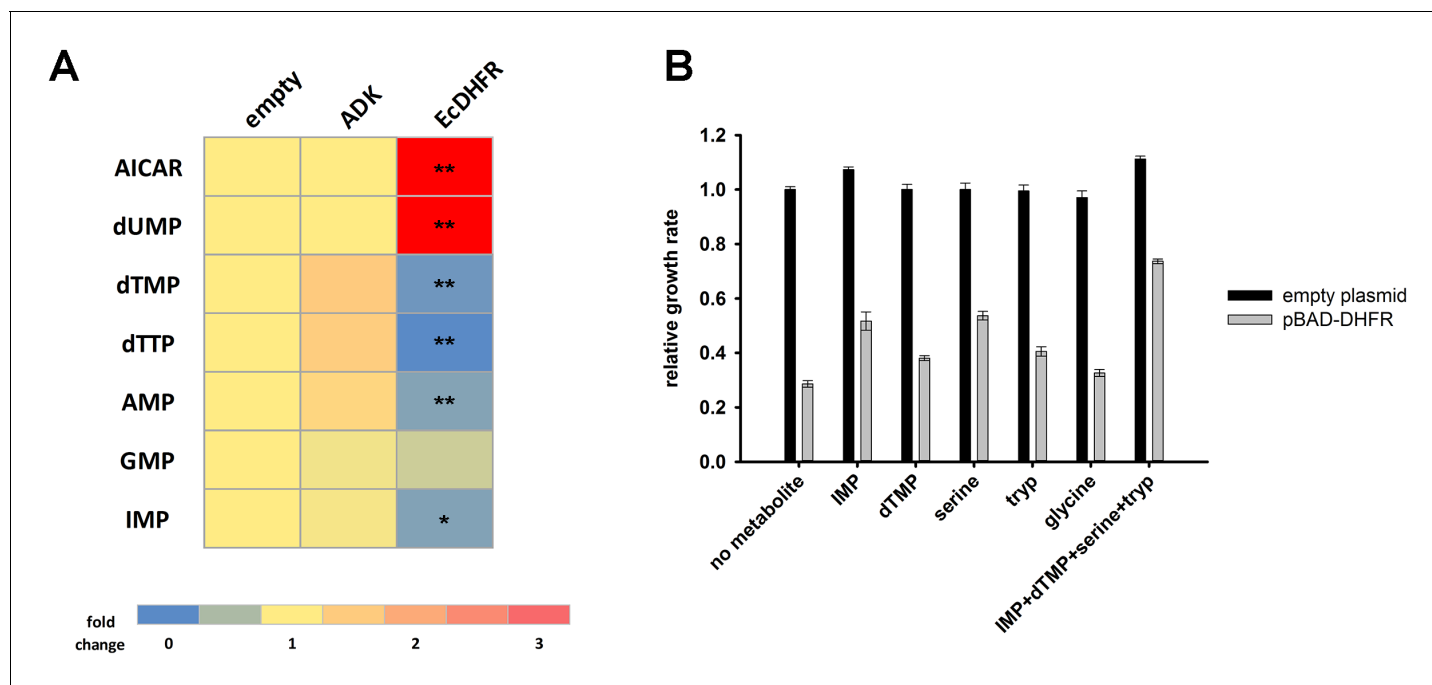 A
empty
ADK
EcDHFR
AICAR
**
dUMP
**
dTMP
**
dTTP
**
AMP
**
GMP
IMP
*
fold
change
0
1
2
3
B
relative growth rate
1.2
1.0
0.8
0.6
0.4
0.2
0.0
no metabolite
IMP
dTMP
serine
tryp
glycine
IMP+dTMP+serine+tryp
empty plasmid
pBAD-DHFR